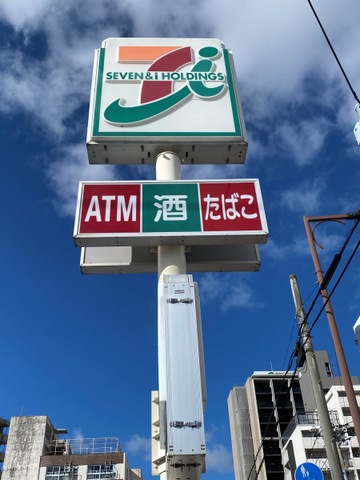 SEVEN&i HOLDINGS
ATM 酒 たばこ